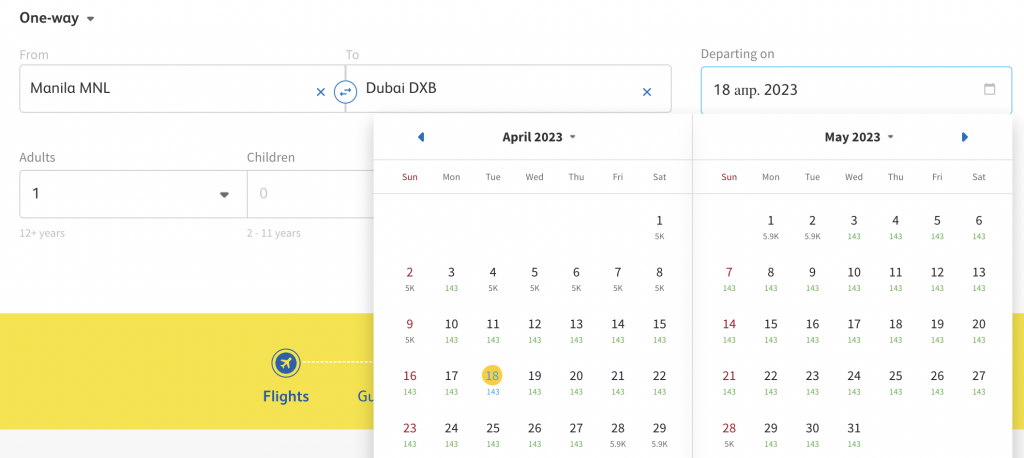 One-way
From To Departing on
Manila MNL Dubai DXB 18 апр. 2023
April 2023 May 2023
Adults Children
Sun Mon Tue Wed Thu Fri Sat Sun Mon Tue Wed Thu Fri Sat
1 0
1 1 2 3 4 5 6
5K 5.9K 5.9K 143 143 143 143
12+ years 2 - 11 years
2 3 4 5 6 7 8 7 8 9 10 11 12 13
5K 143 5K 5K 5K 5K 5K 143 143 143 143 143 143 143
9 10 11 12 13 14 15 14 15 16 17 18 19 20
5K 143 143 143 143 143 143 143 143 143 143 143 143 143
16 17 18 19 20 21 22 21 22 23 24 25 26 27
143 143 143 143 143 143 143 143 143 143 143 143 143 143
Flights Gu
23 24 25 26 27 28 29 28 29 30 31
143 143 143 143 143 5.9K 5.9K 5K 143 143 143